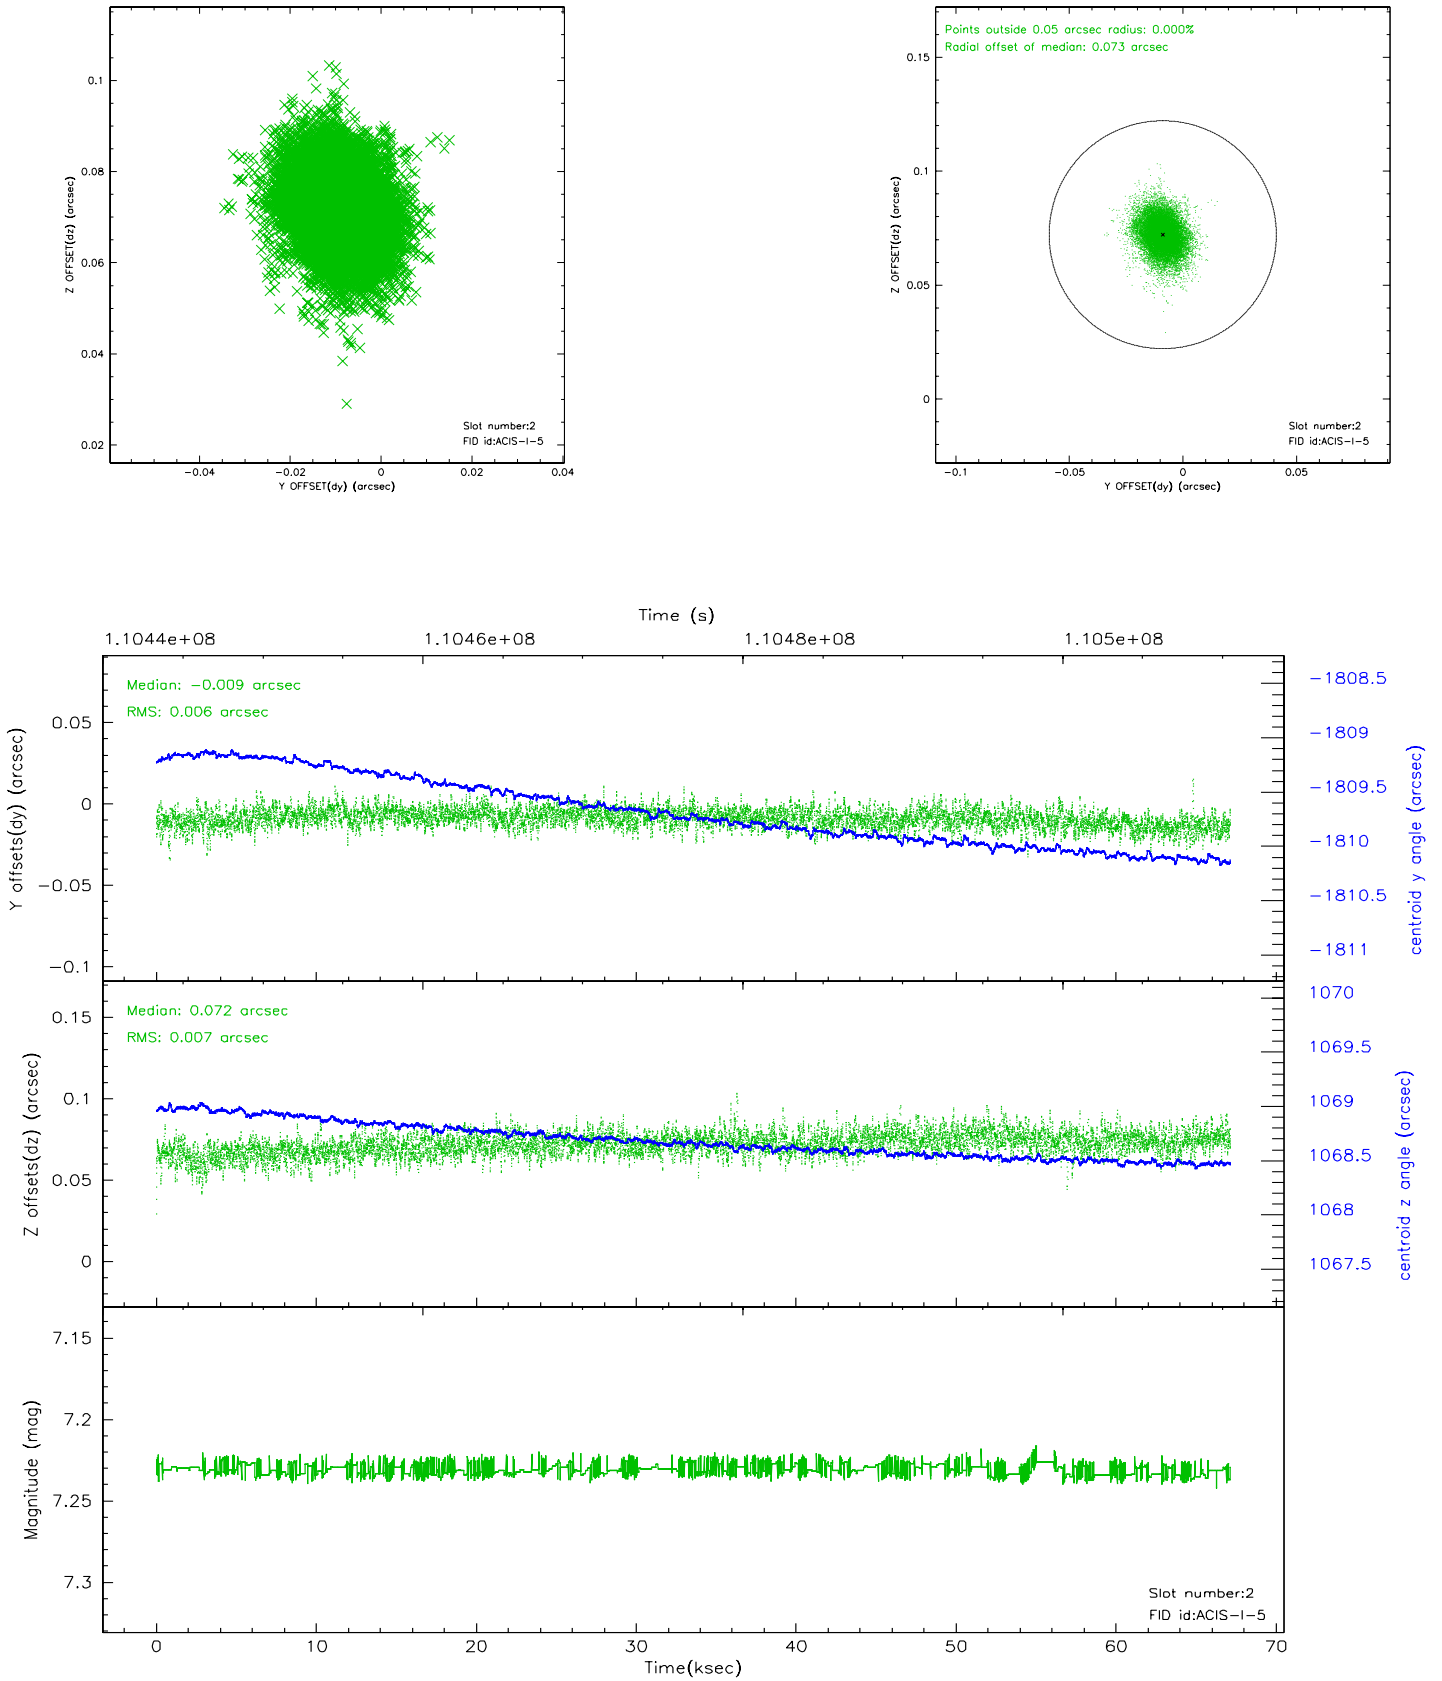 0.1
0.08
0.06
0.04
0.02
Z OFFSET(dz) (arcsec)
−0.04
−0.02
0
0.02
0.04
Y OFFSET(dy) (arcsec)
Slot number:2
FID id:ACIS−I−5
Points outside 0.05 arcsec radius: 0.000%
Radial offset of median: 0.073 arcsec
0.15
0.1
0.05
0
Z OFFSET(dz) (arcsec)
−0.1
−0.05
0
0.05
Y OFFSET(dy) (arcsec)
Slot number:2
FID id:ACIS−I−5
Time (s)
1.1044e+08
1.1046e+08
1.1048e+08
1.105e+08
Median: −0.009 arcsec
RMS: 0.006 arcsec
0.05
0
−0.05
−0.1
Y offsets(dy) (arcsec)
−1808.5
−1809
−1809.5
−1810
−1810.5
−1811
centroid y angle (arcsec)
Median: 0.072 arcsec
RMS: 0.007 arcsec
0.15
0.1
0.05
0
Z offsets(dz) (arcsec)
1070
1069.5
1069
1068.5
1068
1067.5
centroid z angle (arcsec)
7.15
7.2
7.25
7.3
Magnitude (mag)
Slot number:2
FID id:ACIS−I−5
0
10
20
30
40
50
60
70
Time(ksec)